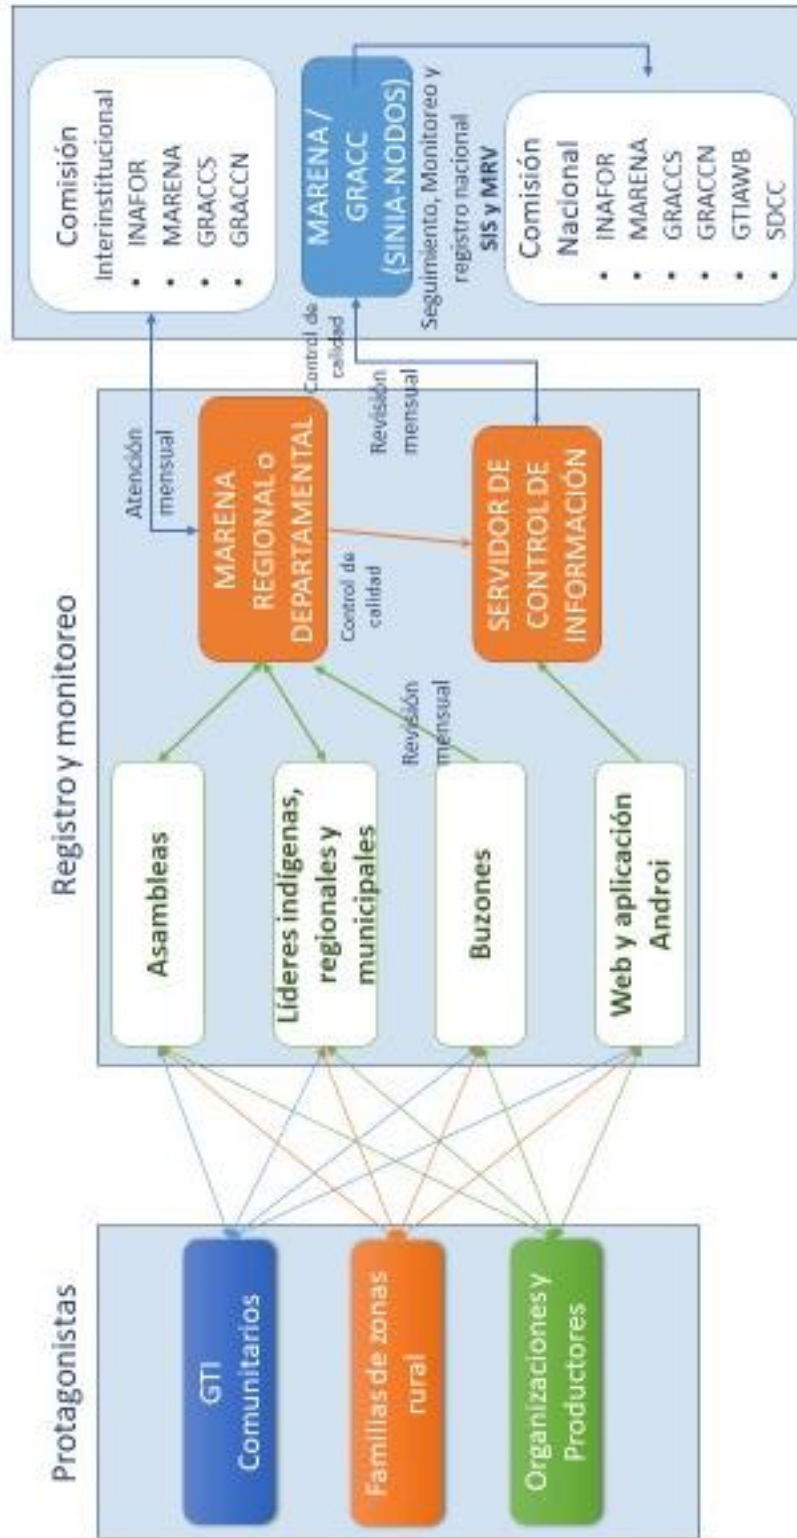 Protagonistas
GTI
Comunitarios
Familias de zonas
rural
Organizaciones y
Productores
Registro y monitoreo
Asambleas
Líderes indígenas,
regionales y
municipales
Buzones
Web y aplicación
Androi
Revisión
mensual
MARENA
REGIONAL o
DEPARTAMENTAL
Control de
calidad
SERVIDOR DE
CONTROL DE
INFORMACIÓN
Atención
mensual
Control de
calidad
Revisión
mensual
Comisión
Interinstitucional
• INAFOR
• MARENA
• GRACCS
• GRACCN
MARENA /
GRACC
(SINIA-NODOS)
Seguimiento, Monitoreo y
registro nacional
SIS y MRV
Comisión
Nacional
• INAFOR
• MARENA
• GRACCS
• GRACCN
• GTIAWB
• SDCC